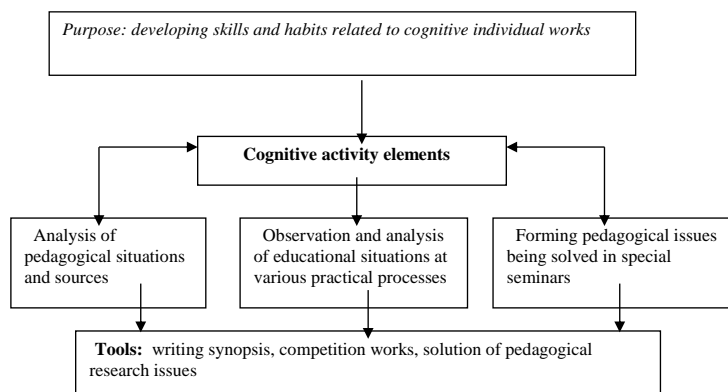 Purpose: developing skills and habits related to cognitive individual works
Cognitive activity elements
Analysis of
pedagogical situations
and sources
Observation and analysis
of educational situations at
various practical processes
Forming pedagogical issues
being solved in special
seminars
Tools: writing synopsis, competition works, solution of pedagogical
research issues